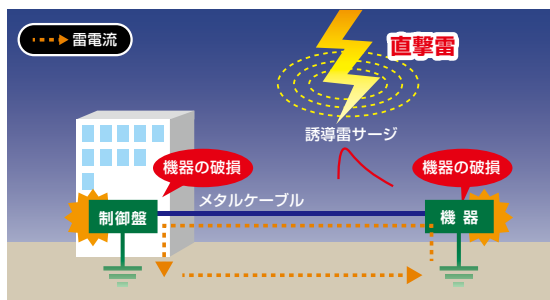 雷電流
直撃雷
誘導雷サージ
機器の破損
機器の破損
メタルケーブル
制御盤
機器